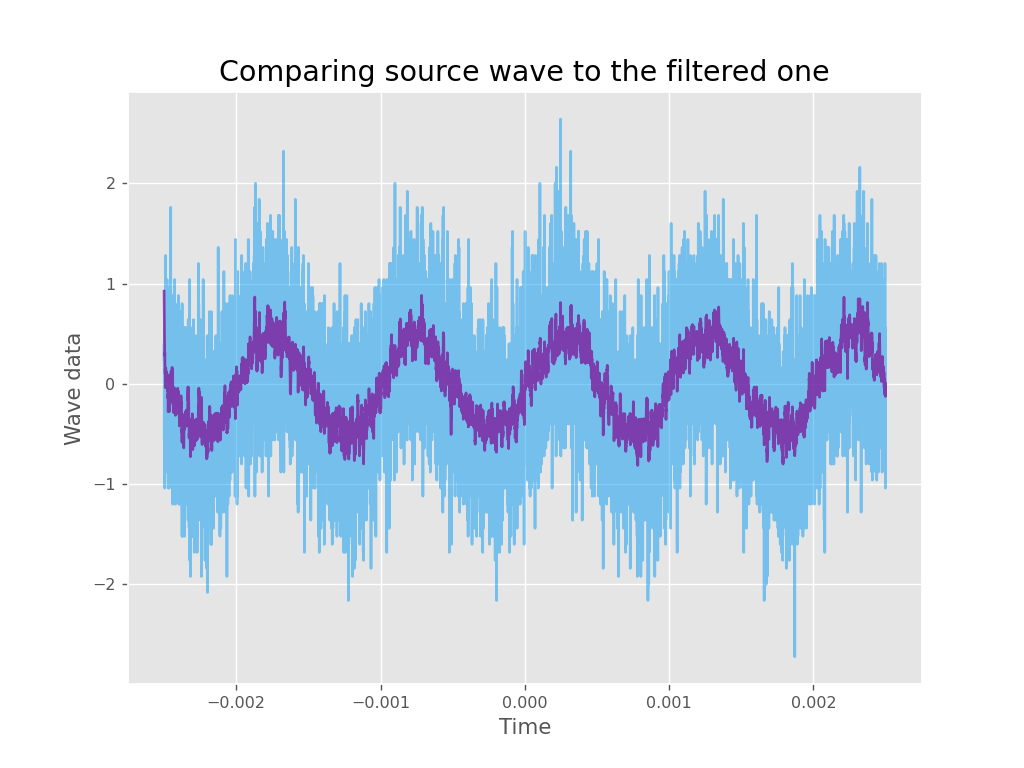 Comparing source wave to the filtered one
Wave data
2
1
0
−1
−2
−0.002 −0.001 0.000 0.001 0.002
Time